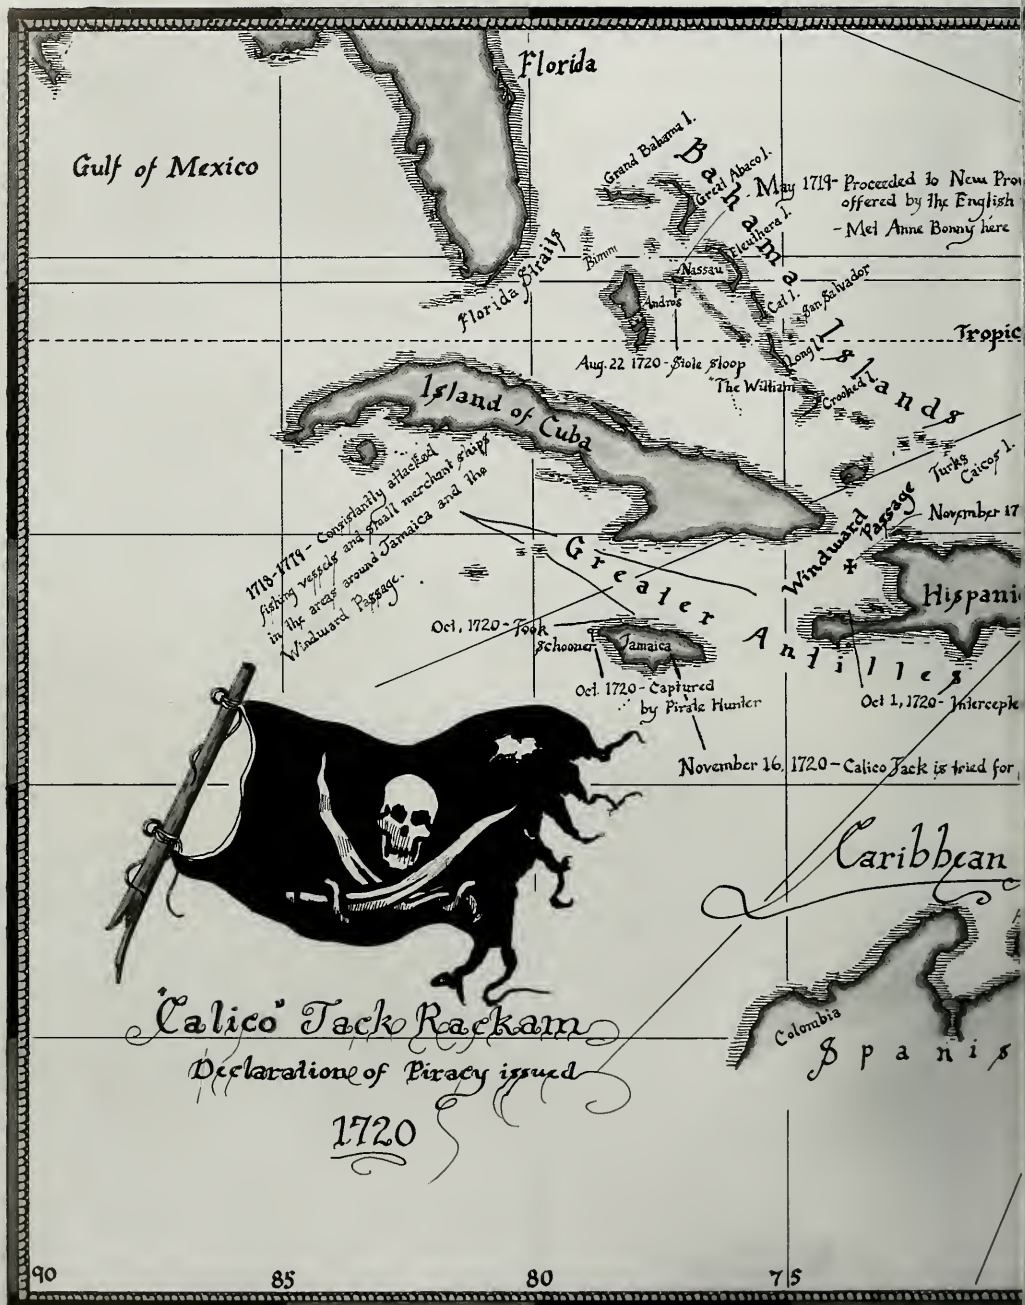 Florida
Gulf of Mexico
Grand Bahama I.
Great Abaco I.
Bahama Islands
May 1719- Proceeded to New Pro
offered by the English
- Met Anne Bonny here
Eleuthera I.
Florida Straits
Nassau
Andros
Cat I.
San Salvador
Tropic
Long I.
Crooked I.
Aug. 22 1720 - Stole Sloop
"The William
Island of Cuba
Turks
Caicos I.
Windward
Passage
November 17
1718-1719 - Consistantly attacked
fishing vessels and small merchant ships
in the areas around Jamaica and the
Windward Passage.
Greater Antilles
Hispani
Oct, 1720 - Took
Schooner
Jamaica
Oct. 1720 - Captured
by Pirate Hunter
Oct 1, 1720 - Intercepte
November 16, 1720 - Calico Jack is tried for
Caribbean
"Calico" Jack Rackam
Declaration of Piracy issued
1720
Colombia
Spanis
90
85
80
75